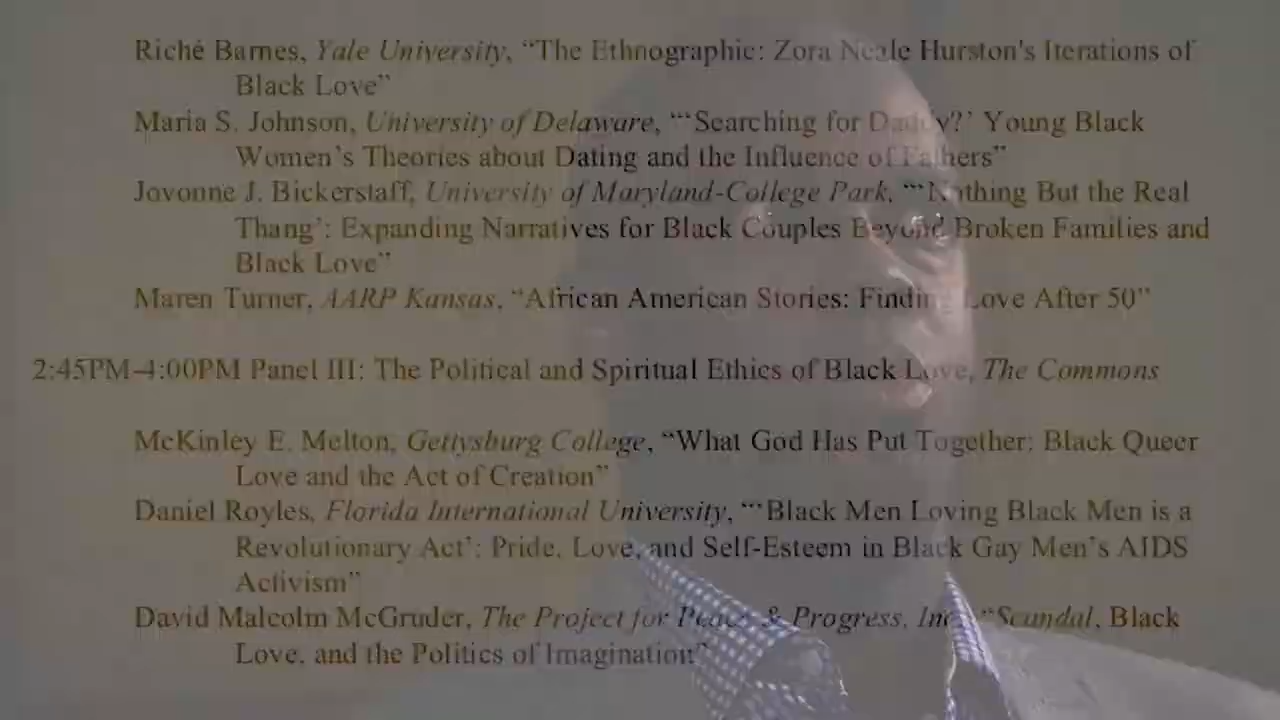 Riché Barnes, Yale University, “The Ethnographic: Zora Neale Hurston's Iterations of
Black Love”
Maria S. Johnson, University of Delaware, “‘Searching for Daddy?’ Young Black
Women’s Theories about Dating and the Influence of Fathers”
Jovonne J. Bickerstaff, University of Maryland-College Park, “‘Nothing But the Real
Thang’: Expanding Narratives for Black Couples Beyond Broken Families and
Black Love”
Maren Turner, AARP Kansas, “African American Stories: Finding Love After 50”
2:45PM-4:00PM Panel III: The Political and Spiritual Ethics of Black Love, The Commons
McKinley E. Melton, Gettysburg College, “What God Has Put Together: Black Queer
Love and the Act of Creation”
Daniel Royles, Florida International University, “‘Black Men Loving Black Men is a
Revolutionary Act’: Pride, Love, and Self-Esteem in Black Gay Men’s AIDS
Activism”
David Malcolm McGruder, The Project for Peace & Progress, Inc. “Scandal, Black
Love, and the Politics of Imagination”